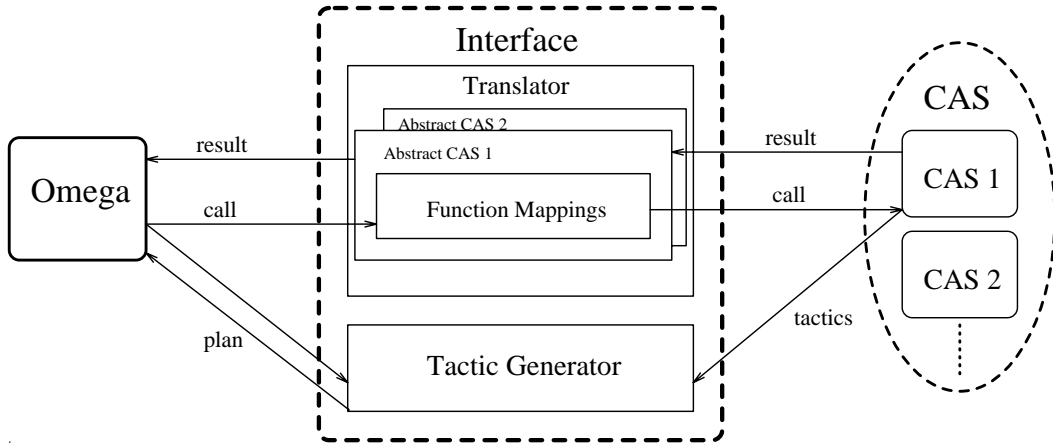 Interface
Translator
CAS
Abstract CAS 2
result
Abstract CAS 1
result
Omega
CAS 1
call
Function Mappings
call
CAS 2
plan
tactics
Tactic Generator